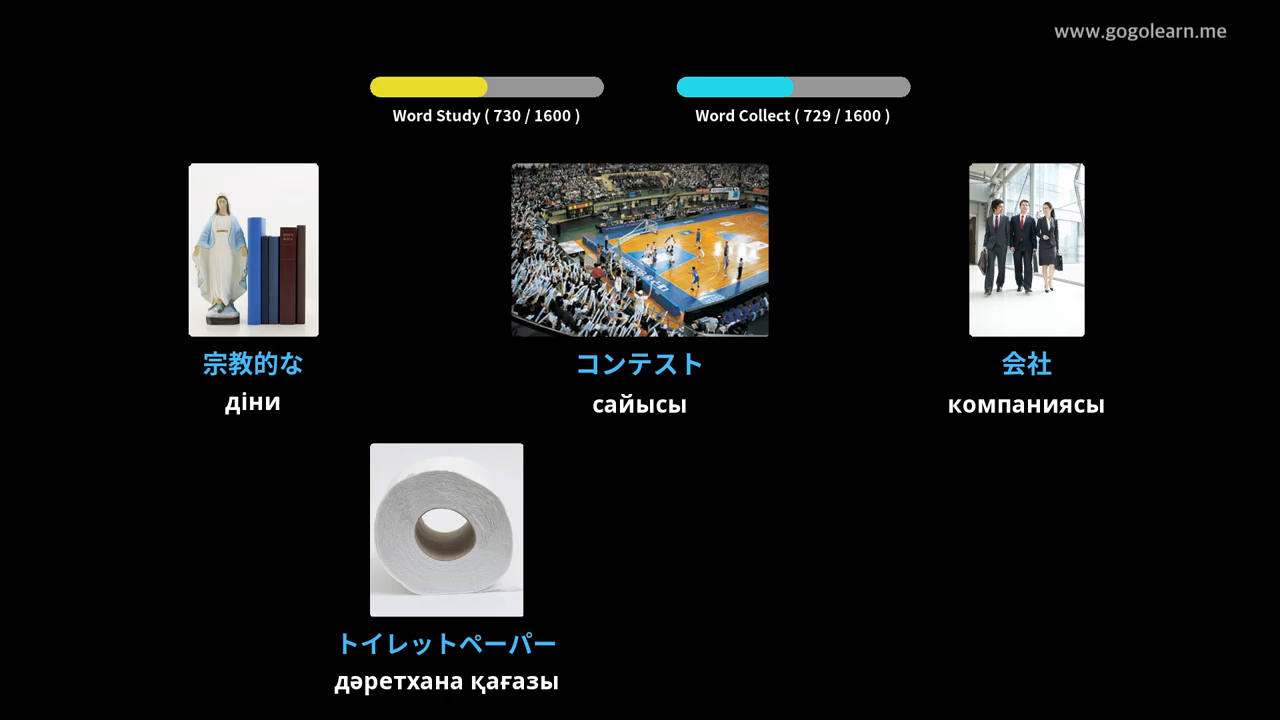 www.gogolearn.me
Word Study ( 730 / 1600 )
Word Collect ( 729 / 1600 )
宗教的な
діни
コンテスト
сайысы
会社
компаниясы
トイレットペーパー
дәретхана қағазы